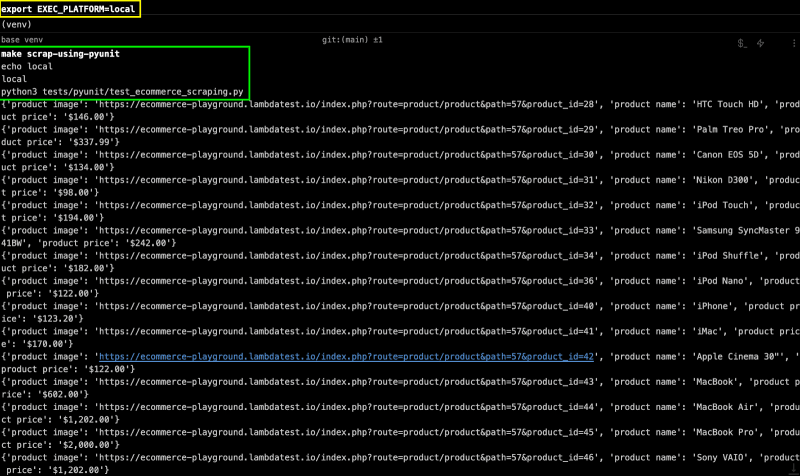 export EXEC_PLATFORM=local
(venv)
base venv git:(main) ±1
make scrap-using-pyunit
echo local
local
python3 tests/pyunit/test_ecommerce_scraping.py
{'product image': 'https://ecommerce-playground.lambdatest.io/index.php?route=product/product&path=57&product_id=28', 'product name': 'HTC Touch HD', 'prod
uct price': '$146.00'}
{'product image': 'https://ecommerce-playground.lambdatest.io/index.php?route=product/product&path=57&product_id=29', 'product name': 'Palm Treo Pro', 'pro
duct price': '$337.99'}
{'product image': 'https://ecommerce-playground.lambdatest.io/index.php?route=product/product&path=57&product_id=30', 'product name': 'Canon EOS 5D', 'prod
uct price': '$134.00'}
{'product image': 'https://ecommerce-playground.lambdatest.io/index.php?route=product/product&path=57&product_id=31', 'product name': 'Nikon D300', 'produc
t price': '$98.00'}
{'product image': 'https://ecommerce-playground.lambdatest.io/index.php?route=product/product&path=57&product_id=32', 'product name': 'iPod Touch', 'produc
t price': '$194.00'}
{'product image': 'https://ecommerce-playground.lambdatest.io/index.php?route=product/product&path=57&product_id=33', 'product name': 'Samsung SyncMaster 9
41BW', 'product price': '$242.00'}
{'product image': 'https://ecommerce-playground.lambdatest.io/index.php?route=product/product&path=57&product_id=34', 'product name': 'iPod Shuffle', 'prod
uct price': '$182.00'}
{'product image': 'https://ecommerce-playground.lambdatest.io/index.php?route=product/product&path=57&product_id=36', 'product name': 'iPod Nano', 'product
 price': '$122.00'}
{'product image': 'https://ecommerce-playground.lambdatest.io/index.php?route=product/product&path=57&product_id=40', 'product name': 'iPhone', 'product pr
ice': '$123.20'}
{'product image': 'https://ecommerce-playground.lambdatest.io/index.php?route=product/product&path=57&product_id=41', 'product name': 'iMac', 'product pric
e': '$170.00'}
{'product image': 'https://ecommerce-playground.lambdatest.io/index.php?route=product/product&path=57&product_id=42', 'product name': 'Apple Cinema 30"', '
product price': '$122.00'}
{'product image': 'https://ecommerce-playground.lambdatest.io/index.php?route=product/product&path=57&product_id=43', 'product name': 'MacBook', 'product p
rice': '$602.00'}
{'product image': 'https://ecommerce-playground.lambdatest.io/index.php?route=product/product&path=57&product_id=44', 'product name': 'MacBook Air', 'produ
ct price': '$1,202.00'}
{'product image': 'https://ecommerce-playground.lambdatest.io/index.php?route=product/product&path=57&product_id=45', 'product name': 'MacBook Pro', 'produ
ct price': '$2,000.00'}
{'product image': 'https://ecommerce-playground.lambdatest.io/index.php?route=product/product&path=57&product_id=46', 'product name': 'Sony VAIO', 'product
 price': '$1,202.00'}